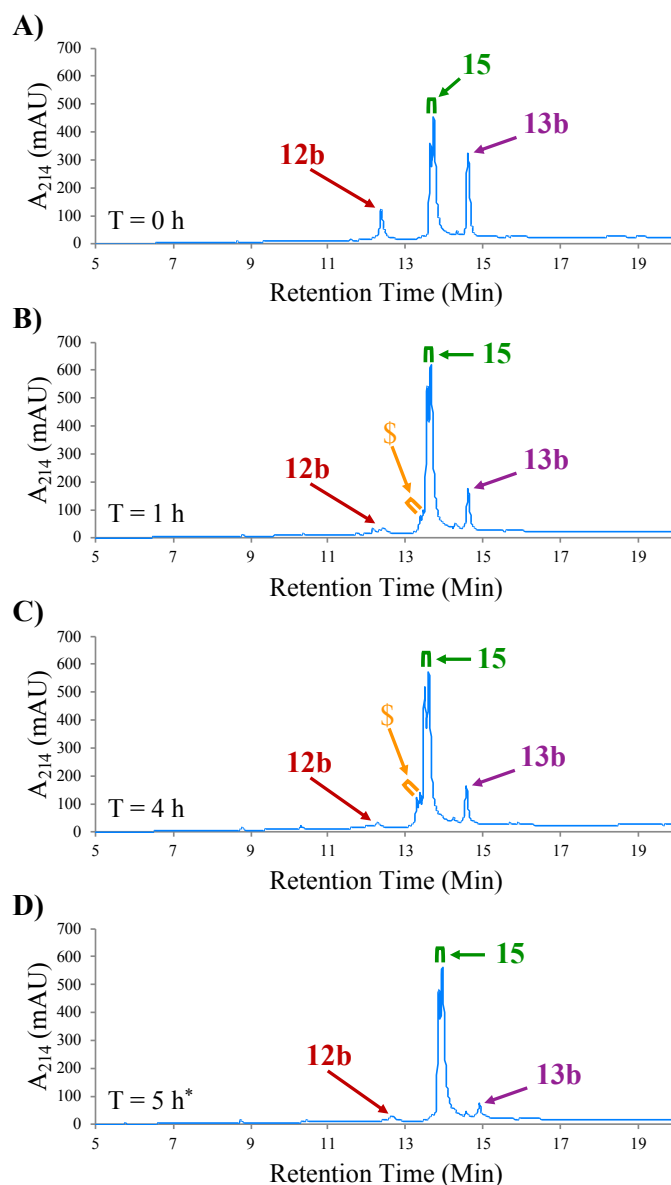 A)
700
600
500
400
300
200
100
0
A₂₁₄ (mAU)
15
12b
13b
T = 0 h
5 7 9 11 13 15 17 19
Retention Time (Min)
B)
700
600
500
400
300
200
100
0
A₂₁₄ (mAU)
15
$
12b
13b
T = 1 h
5 7 9 11 13 15 17 19
Retention Time (Min)
C)
700
600
500
400
300
200
100
0
A₂₁₄ (mAU)
15
$
12b
13b
T = 4 h
5 7 9 11 13 15 17 19
Retention Time (Min)
D)
700
600
500
400
300
200
100
0
A₂₁₄ (mAU)
15
12b
13b
T = 5 h*
5 7 9 11 13 15 17 19
Retention Time (Min)